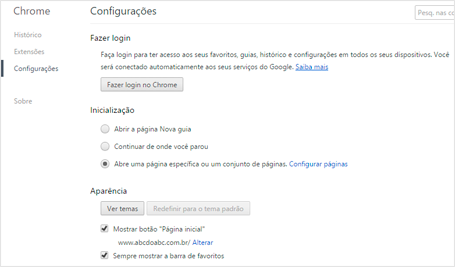 Chrome
Configurações
Pesq. nas co
Histórico
Extensões
Configurações
Sobre
Fazer login
Faça login para ter acesso aos seus favoritos, guias, histórico e configurações em todos os seus dispositivos. Você
será conectado automaticamente aos seus serviços do Google. Saiba mais
Fazer login no Chrome
Inicialização
Abrir a página Nova guia
Continuar de onde você parou
Abre uma página específica ou um conjunto de páginas. Configurar páginas
Aparência
Ver temas
Redefinir para o tema padrão
Mostrar botão "Página inicial"
www.abcdoabc.com.br/ Alterar
Sempre mostrar a barra de favoritos